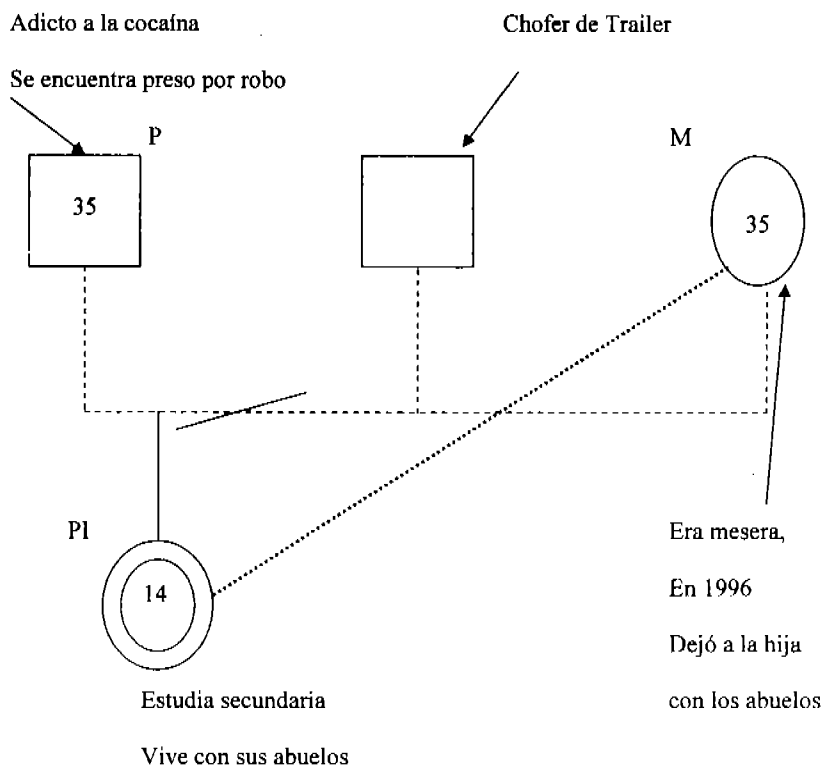 Adicto a la cocaína
Se encuentra preso por robo
Chofer de Trailer
P
M
35
35
PI
14
Era mesera,
En 1996
Dejó a la hija
con los abuelos
Estudia secundaria
Vive con sus abuelos